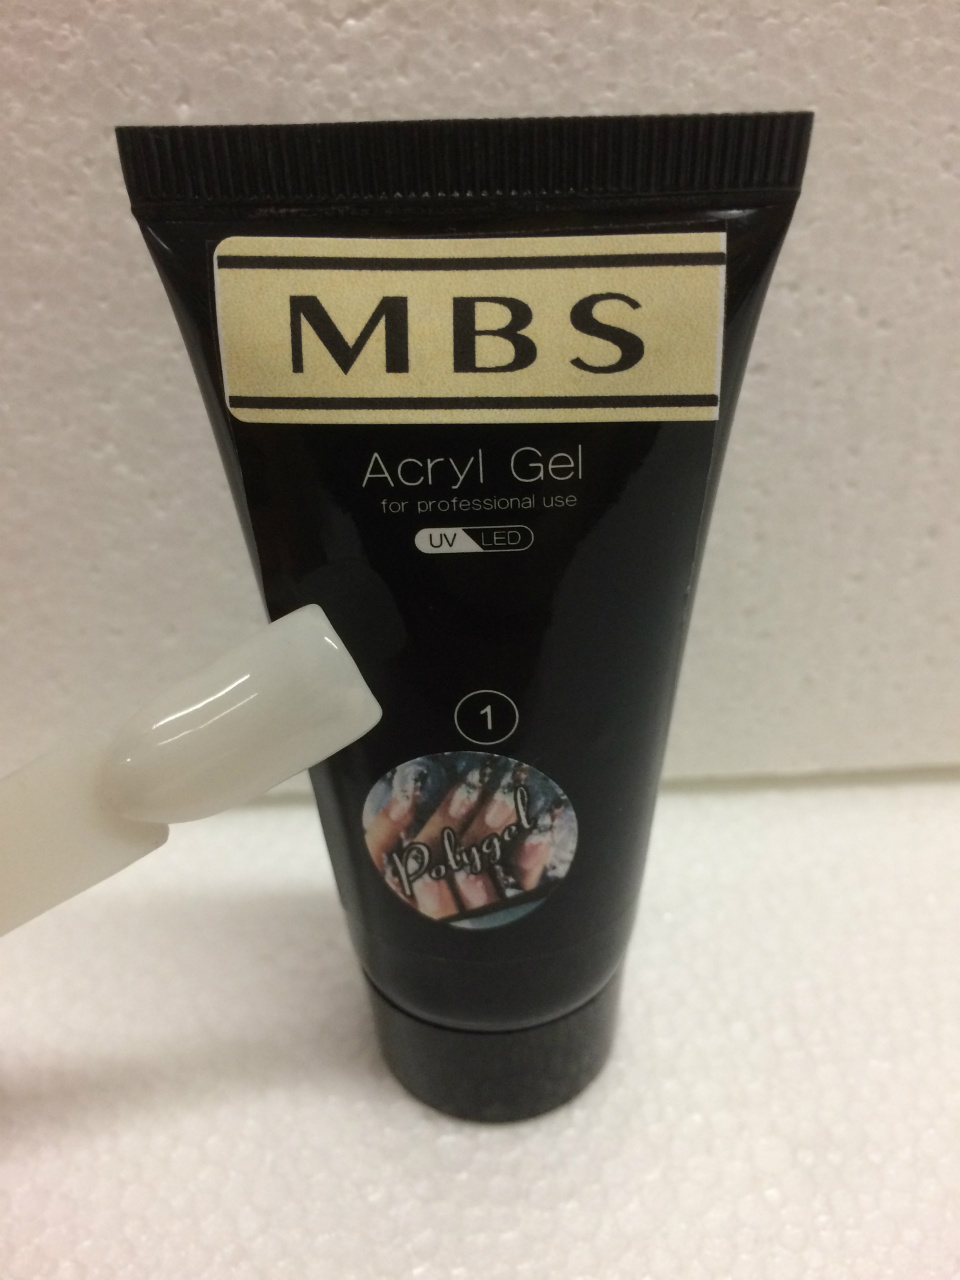 MBS
Acryl Gel
for professional use
UV LED
1
Polygel